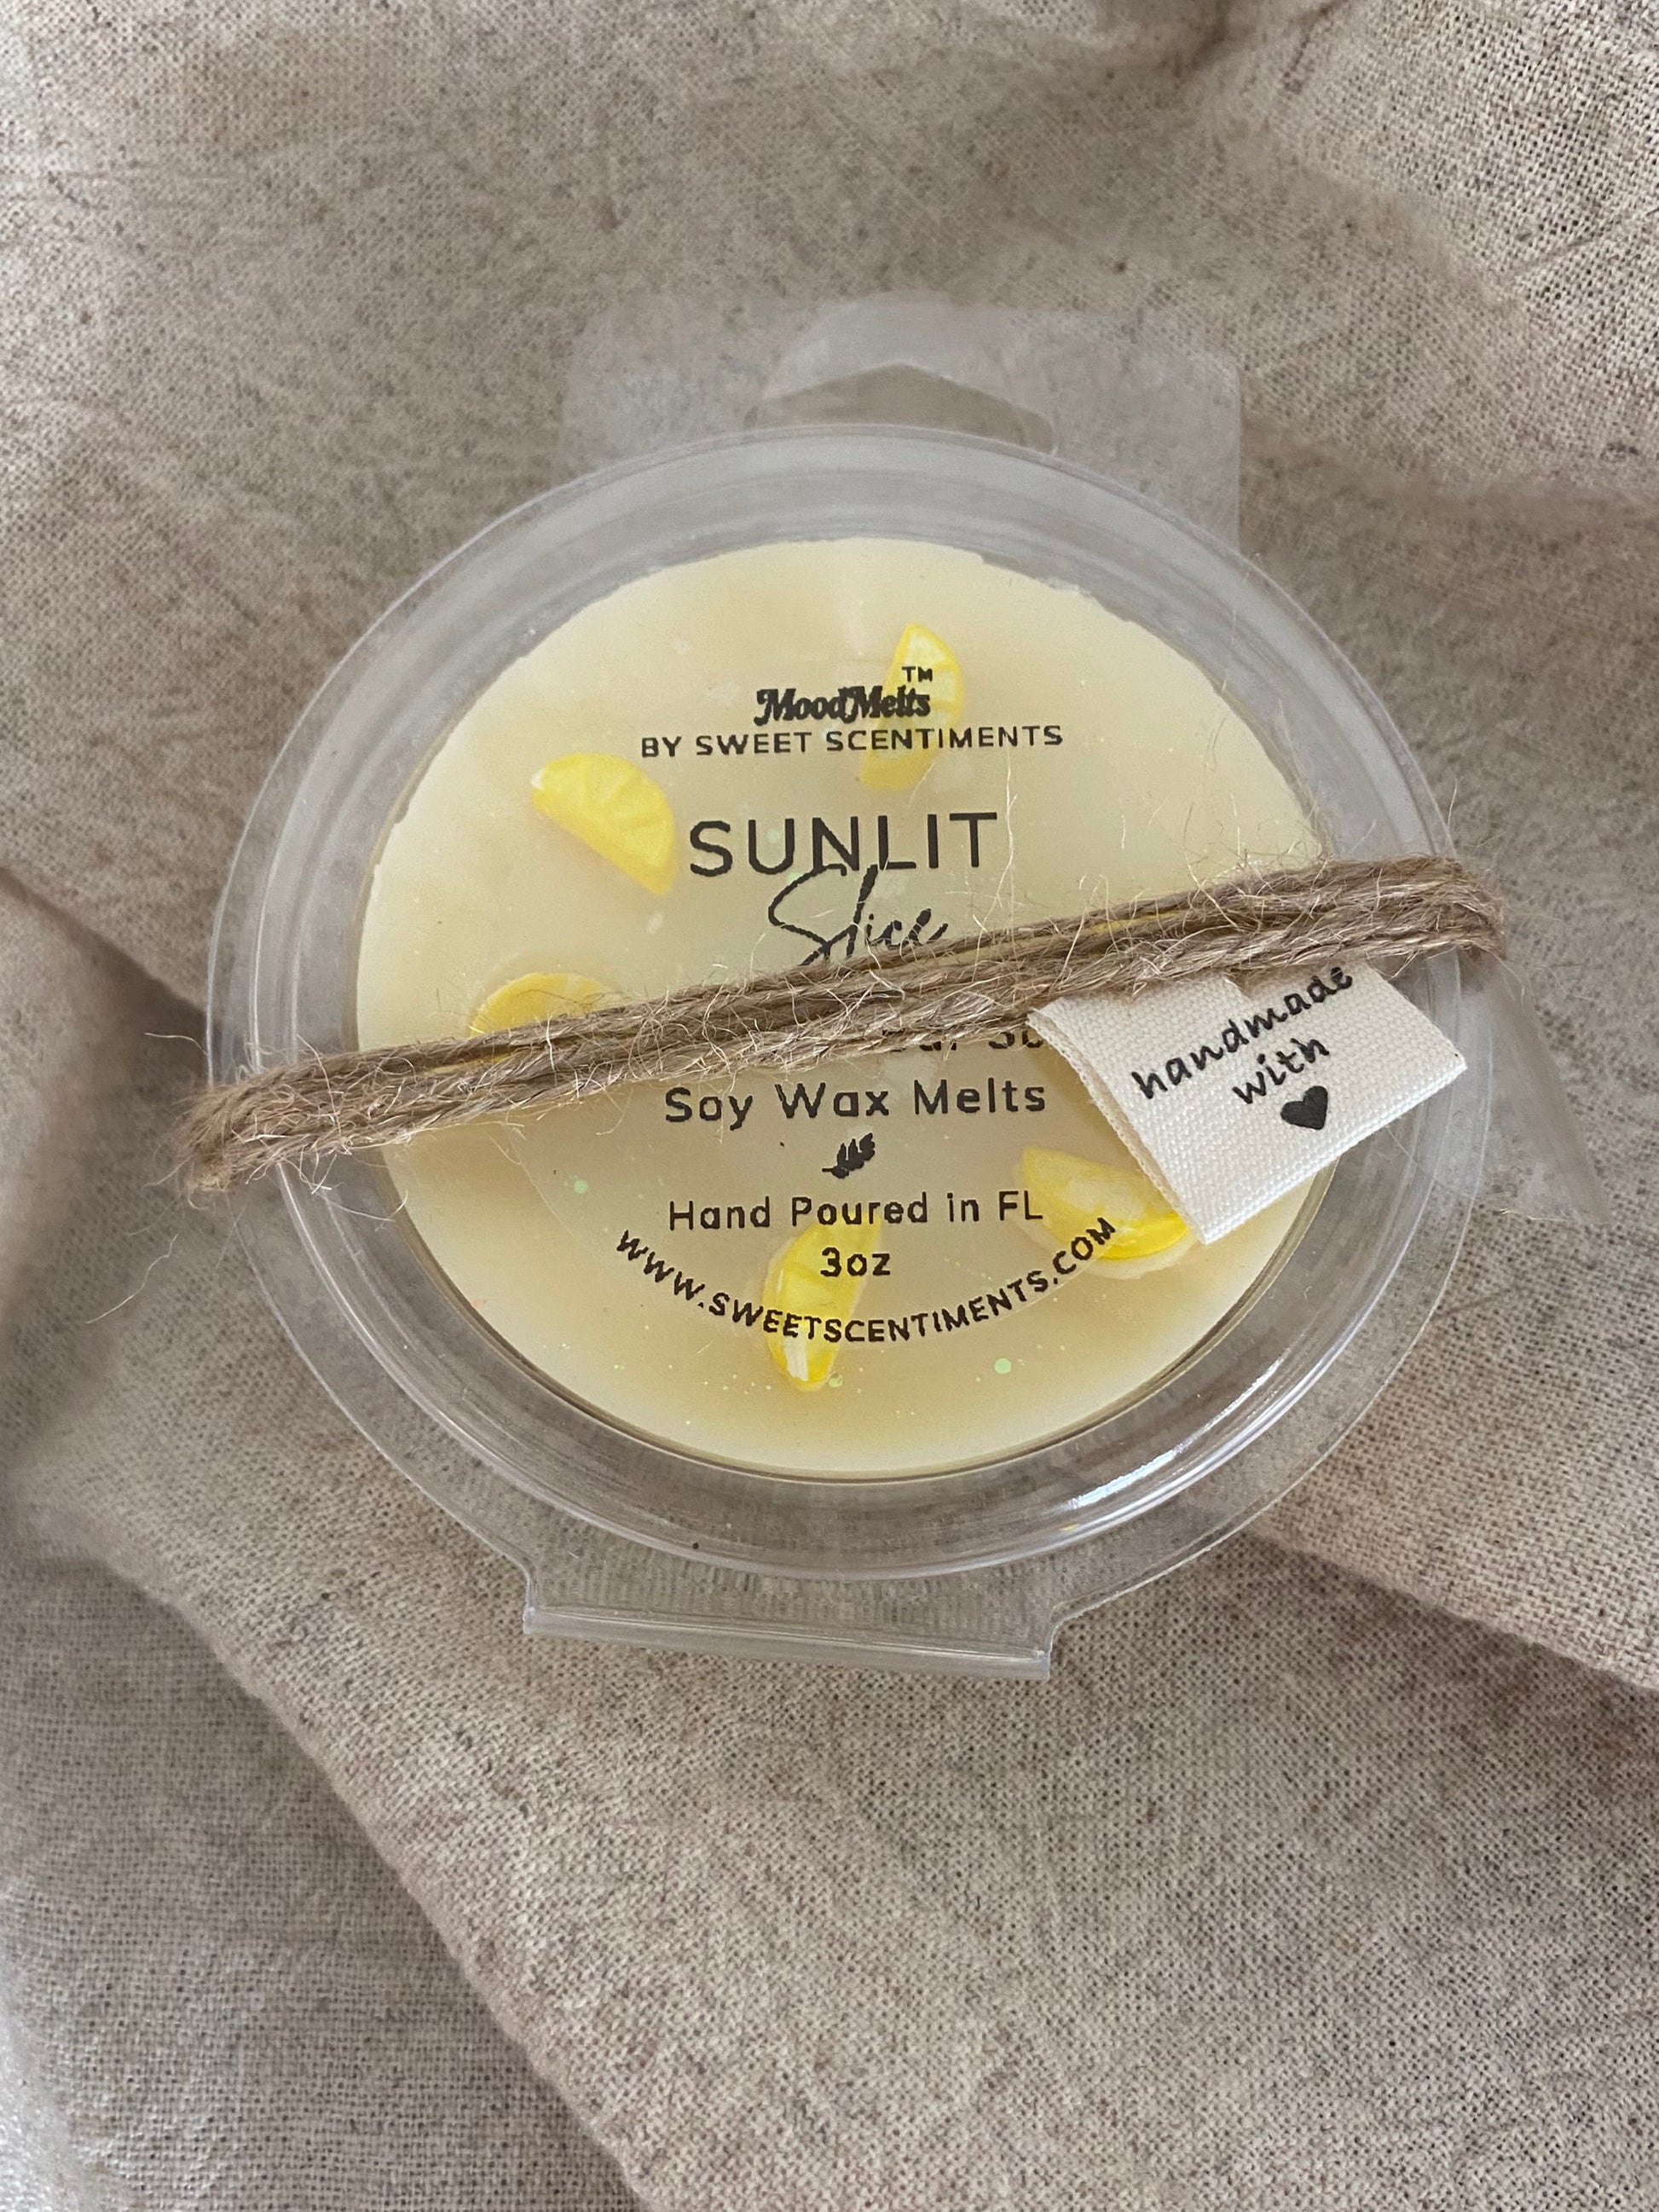 MoodMelts™
BY SWEET SCENTIMENTS
SUNLIT
Slice
Soy Wax Melts
Hand Poured in FL
3oz
WWW.SWEETSCENTIMENTS.COM
handmade
with